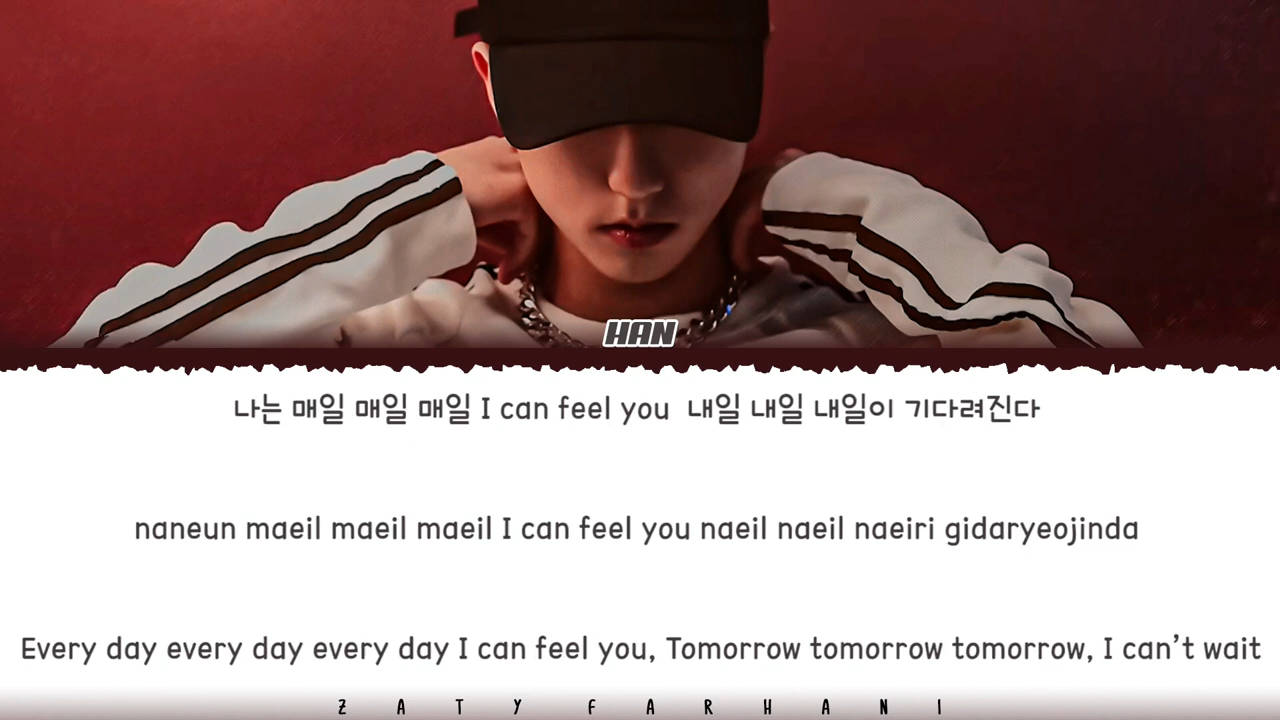 HAN
나는 매일 매일 매일 I can feel you 내일 내일 내일이 기다려진다
naneun maeil maeil maeil I can feel you naeil naeil naeiri gidaryeojinda
Every day every day every day I can feel you, Tomorrow tomorrow tomorrow, I can’t wait
ZATY FARHANI